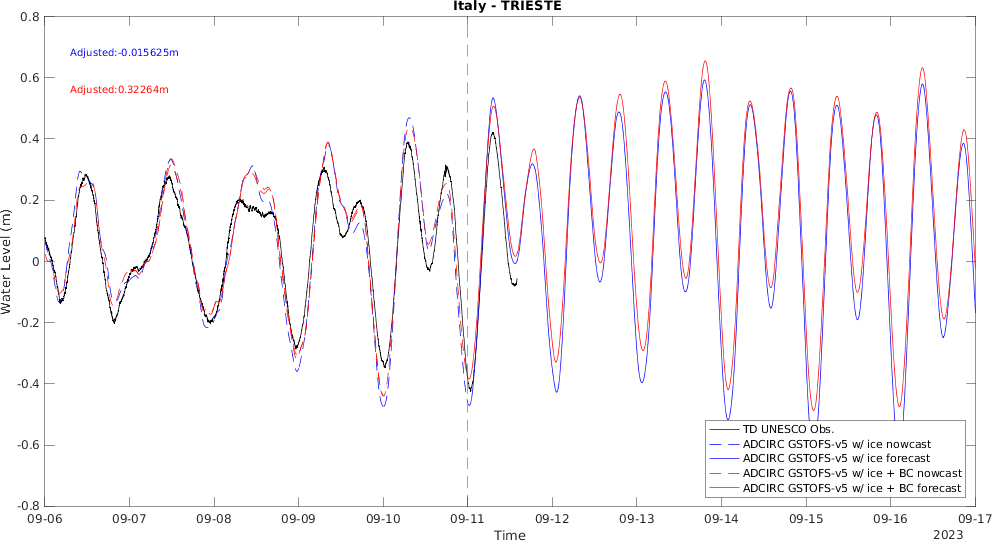 Italy - TRIESTE
Adjusted:-0.015625m
Adjusted:0.32264m
Water Level (m)
0.8
0.6
0.4
0.2
0
-0.2
-0.4
-0.6
-0.8
TD UNESCO Obs.
ADCIRC GSTOFS-v5 w/ ice nowcast
ADCIRC GSTOFS-v5 w/ ice forecast
ADCIRC GSTOFS-v5 w/ ice + BC nowcast
ADCIRC GSTOFS-v5 w/ ice + BC forecast
09-06 09-07 09-08 09-09 09-10 09-11 09-12 09-13 09-14 09-15 09-16 09-17
Time
2023